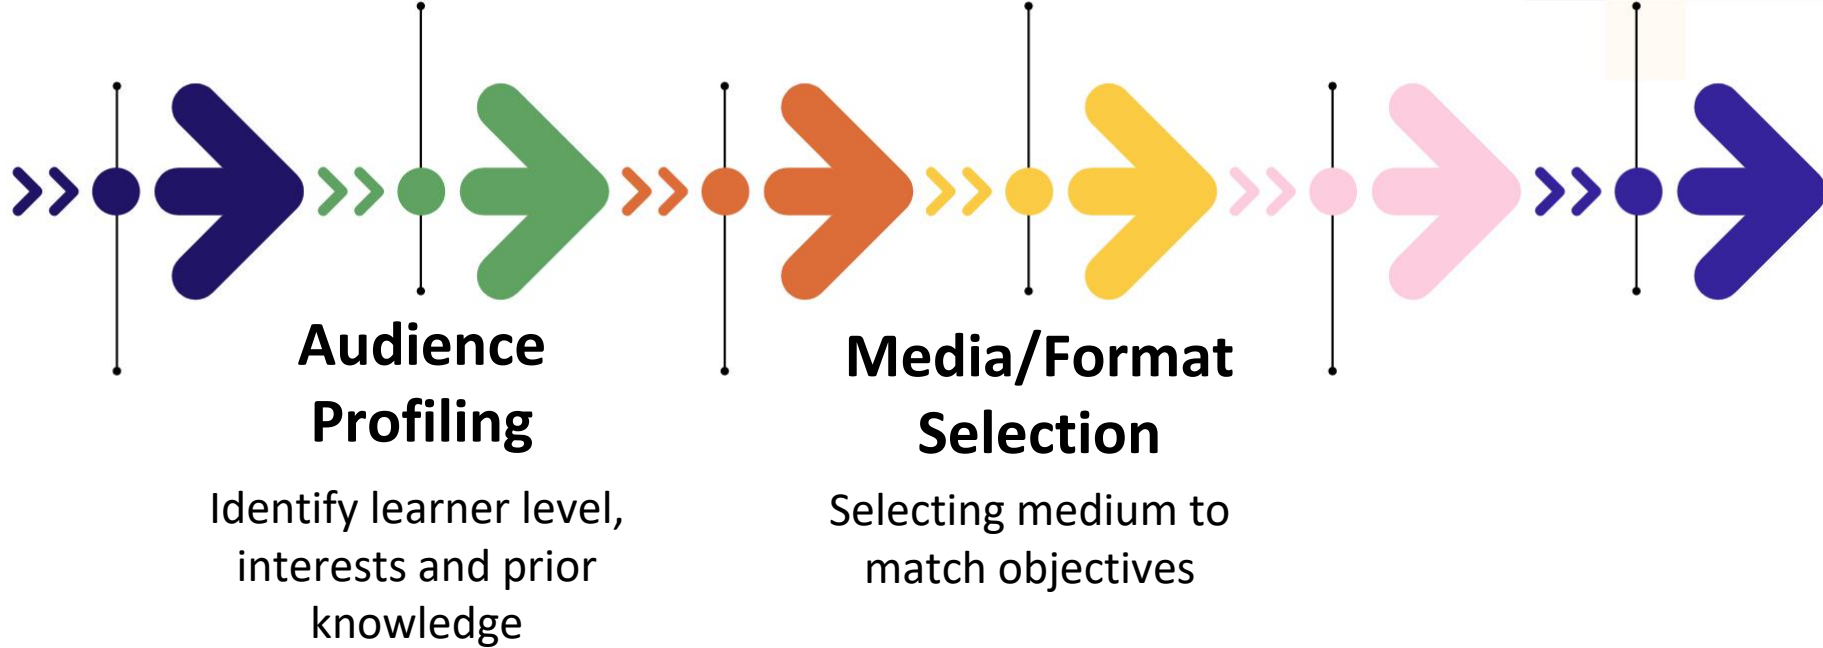 Audience
Profiling
Identify learner level,
interests and prior
knowledge
Media/Format
Selection
Selecting medium to
match objectives